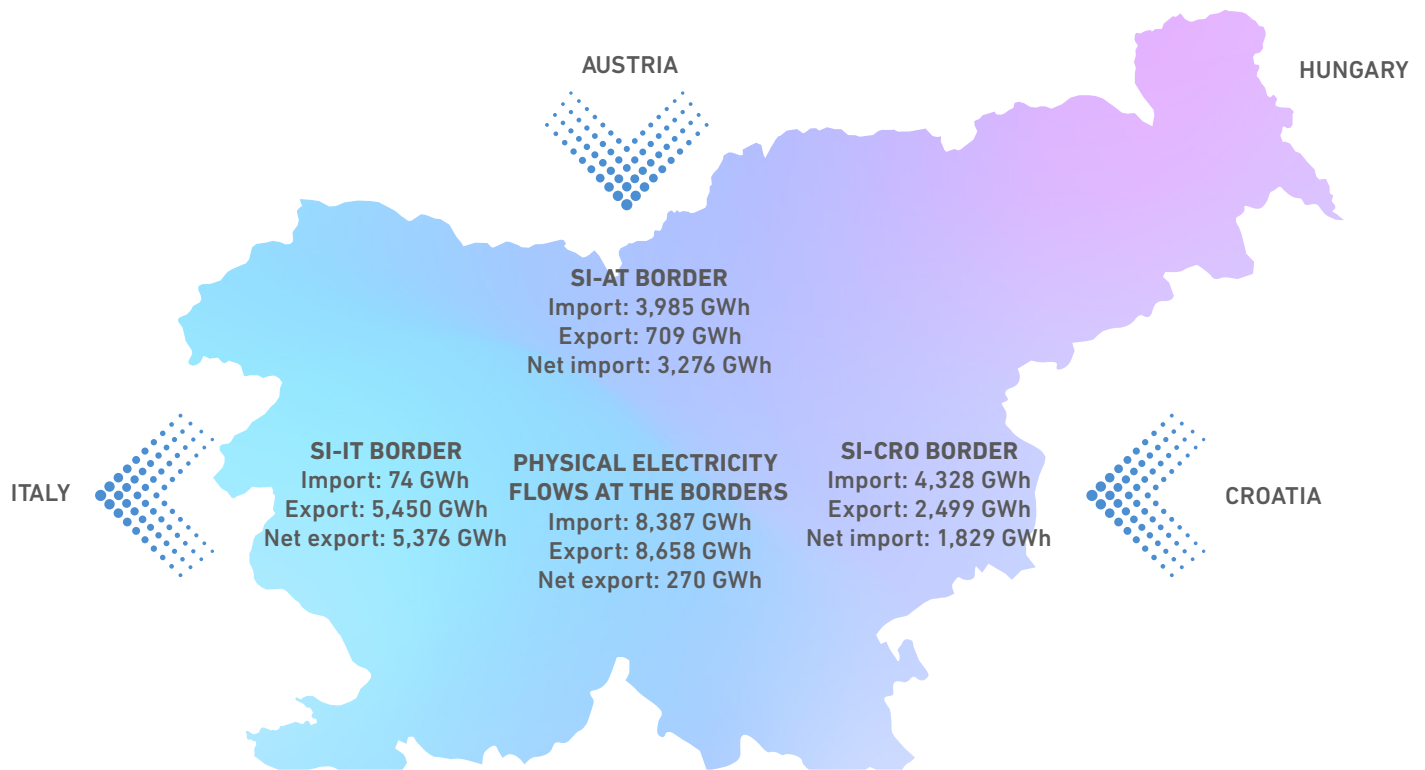 AUSTRIA
HUNGARY
SI-AT BORDER
Import: 3,985 GWh
Export: 709 GWh
Net import: 3,276 GWh
ITALY
SI-IT BORDER
Import: 74 GWh
Export: 5,450 GWh
Net export: 5,376 GWh
PHYSICAL ELECTRICITY
FLOWS AT THE BORDERS
Import: 8,387 GWh
Export: 8,658 GWh
Net export: 270 GWh
SI-CRO BORDER
Import: 4,328 GWh
Export: 2,499 GWh
Net import: 1,829 GWh
CROATIA